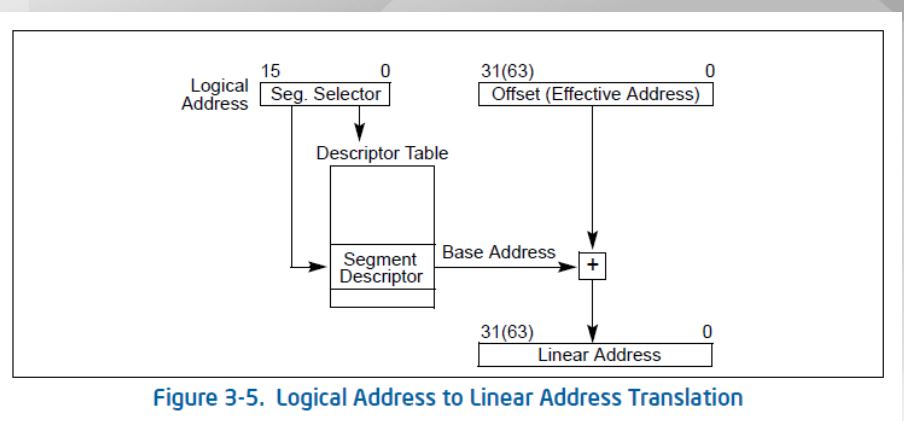 15 0
31(63) 0
Logical
Address
Seg. Selector
Offset (Effective Address)
Descriptor Table
Segment
Descriptor
Base Address
+
31(63) 0
Linear Address
Figure 3-5. Logical Address to Linear Address Translation